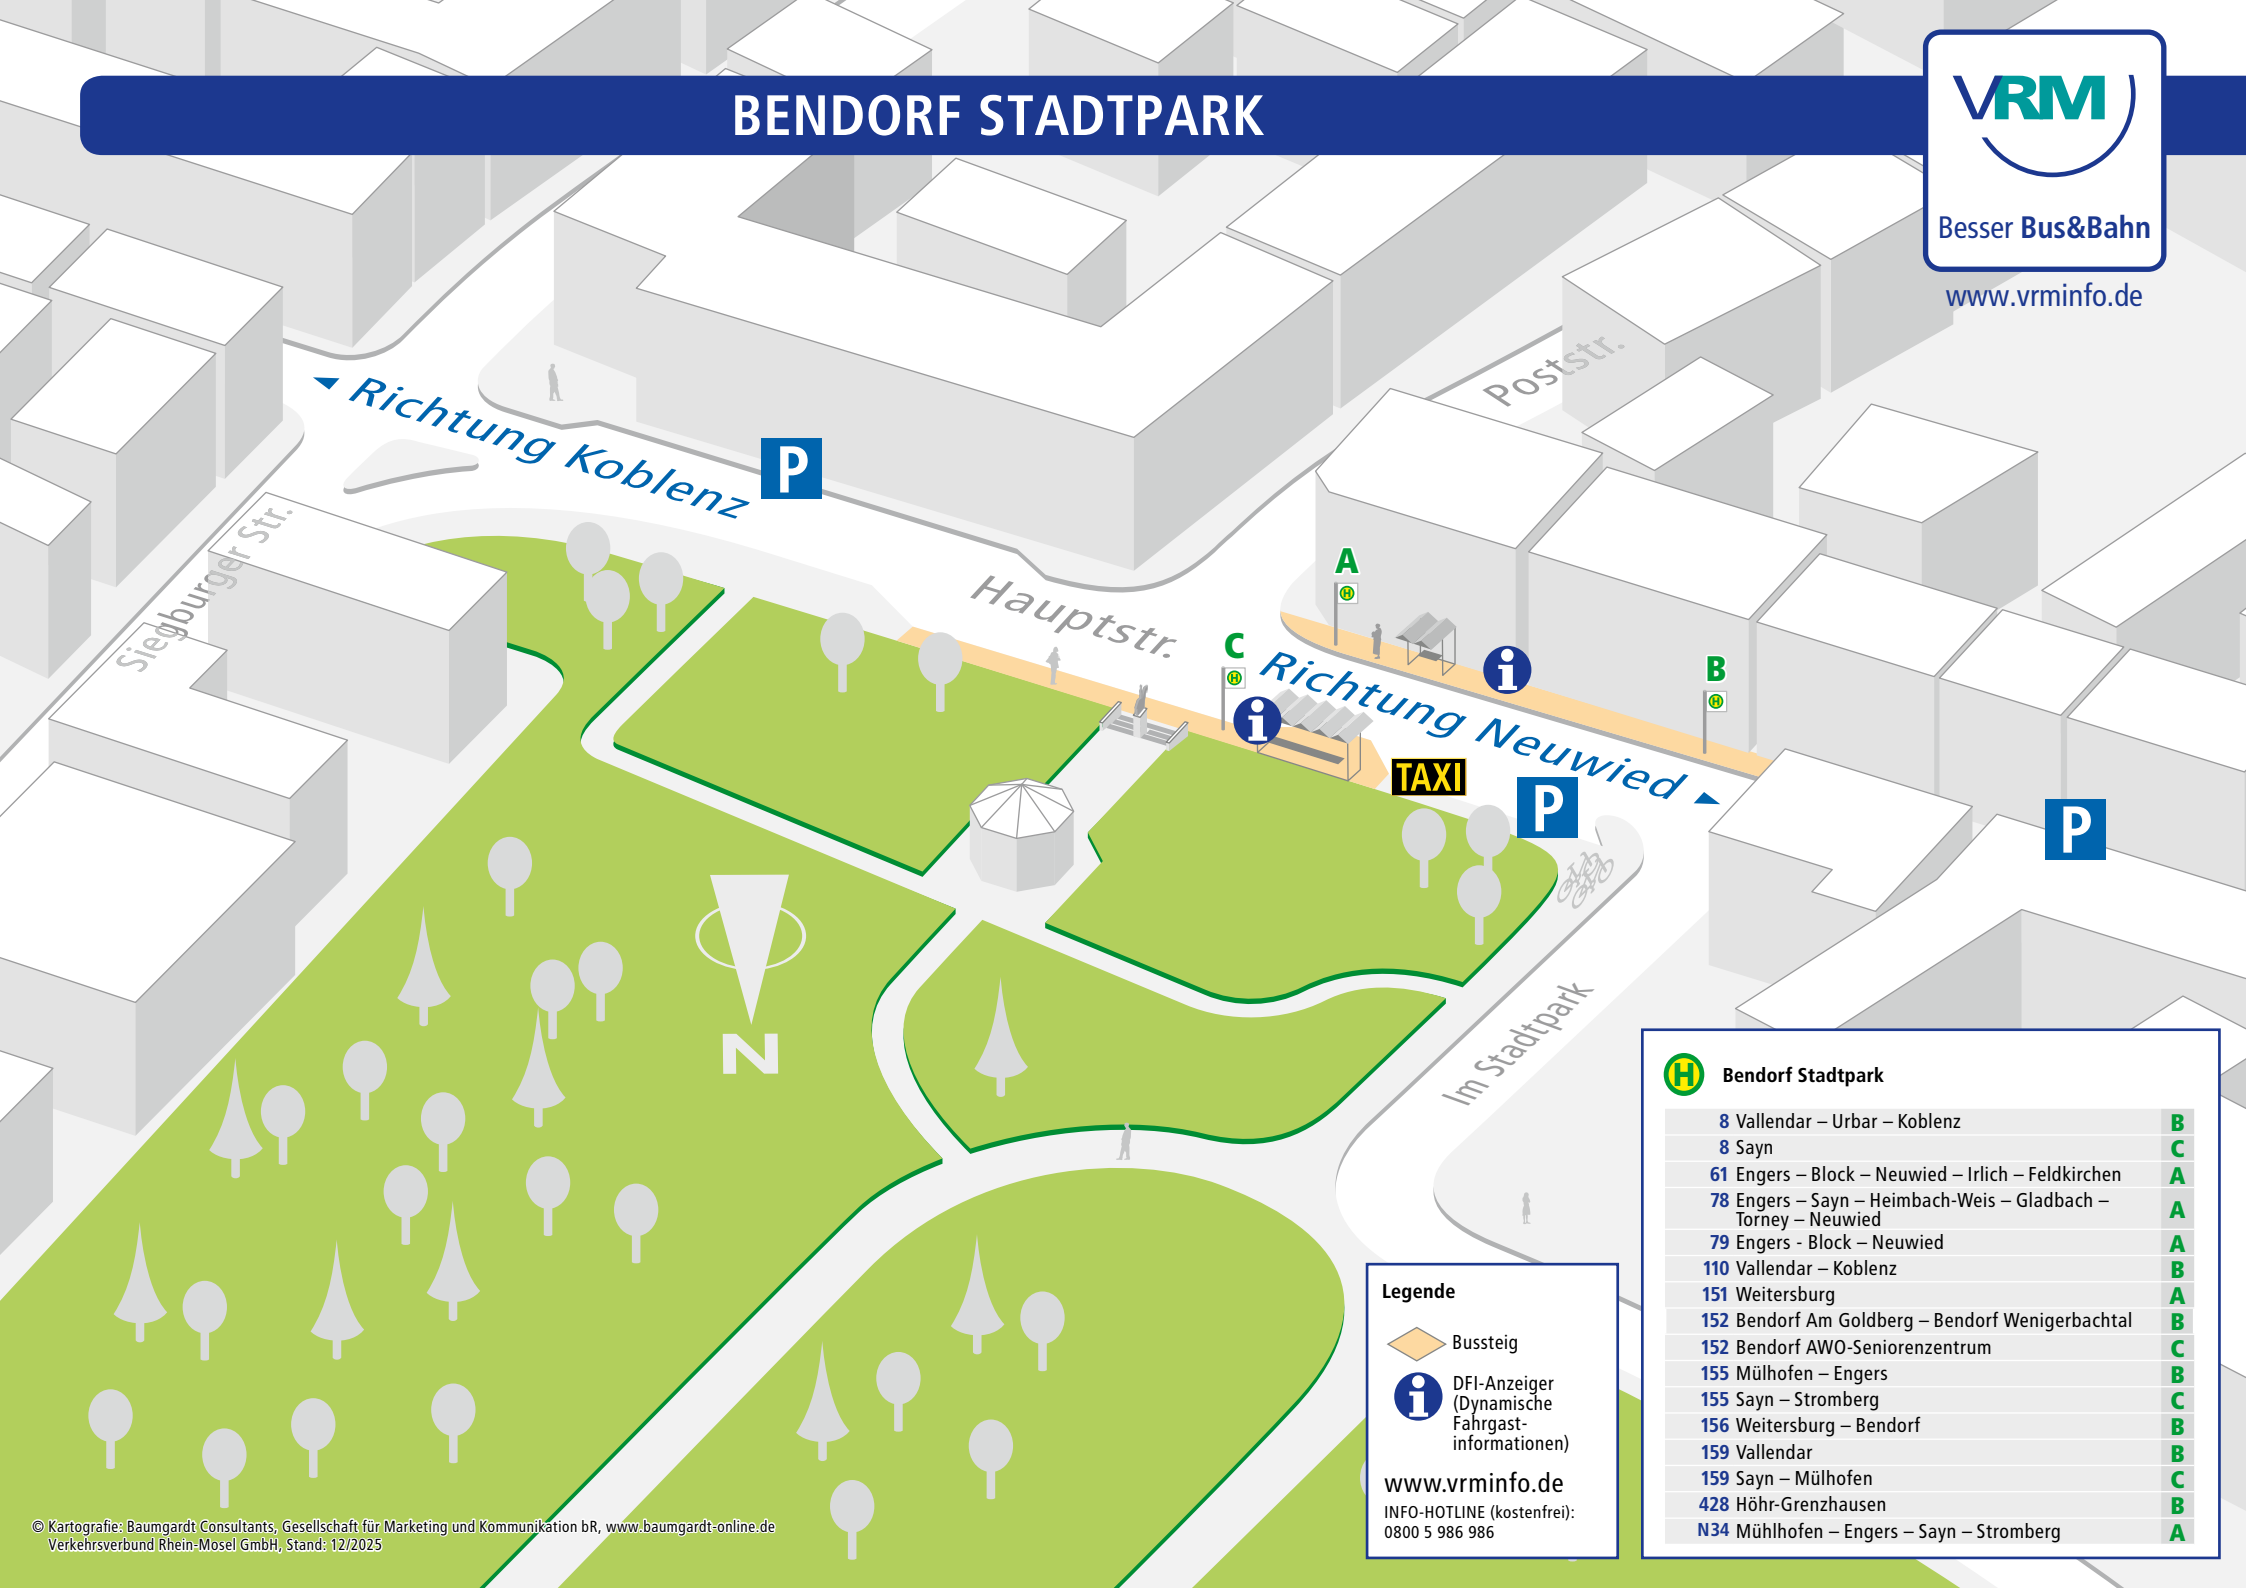 BENDORF STADTPARK
VRM
Besser Bus&Bahn
www.vrminfo.de
Poststr.
Richtung Koblenz
P
Siegburger Str.
Hauptstr.
A
H
C
H
Richtung Neuwied
B
H
TAXI
P
P
N
Im Stadtpark
H Bendorf Stadtpark
8 Vallendar – Urbar – Koblenz B
8 Sayn C
61 Engers – Block – Neuwied – Irlich – Feldkirchen A
78 Engers – Sayn – Heimbach-Weis – Gladbach –
Torney – Neuwied A
79 Engers - Block – Neuwied A
110 Vallendar – Koblenz B
151 Weitersburg A
152 Bendorf Am Goldberg – Bendorf Wenigerbachtal B
152 Bendorf AWO-Seniorenzentrum C
155 Mülhofen – Engers B
155 Sayn – Stromberg C
156 Weitersburg – Bendorf B
159 Vallendar B
159 Sayn – Mülhofen C
428 Höhr-Grenzhausen B
N34 Mühlhofen – Engers – Sayn – Stromberg A
Legende
Bussteig
DFI-Anzeiger
(Dynamische
Fahrgast-
informationen)
www.vrminfo.de
INFO-HOTLINE (kostenfrei):
0800 5 986 986
© Kartografie: Baumgardt Consultants, Gesellschaft für Marketing und Kommunikation bR, www.baumgardt-online.de
Verkehrsverbund Rhein-Mosel GmbH, Stand: 12/2025